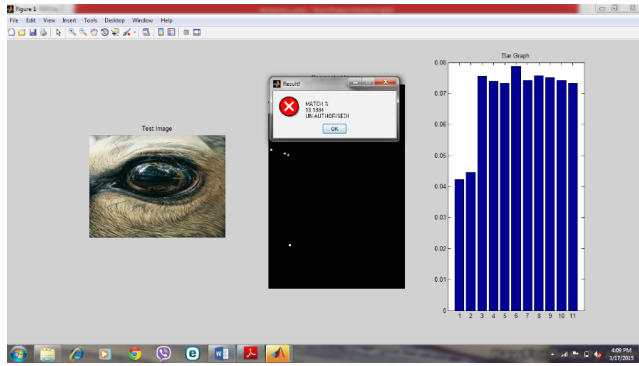 Figure 1
File Edit View Insert Tools Desktop Window Help
Test Image
Result!
MATCH %
UN-AUTHORISED!
OK
Bar Graph
0.08
0.07
0.06
0.05
0.04
0.03
0.02
0.01
0
1 2 3 4 5 6 7 8 9 10 11
4:09 PM
3/17/2015